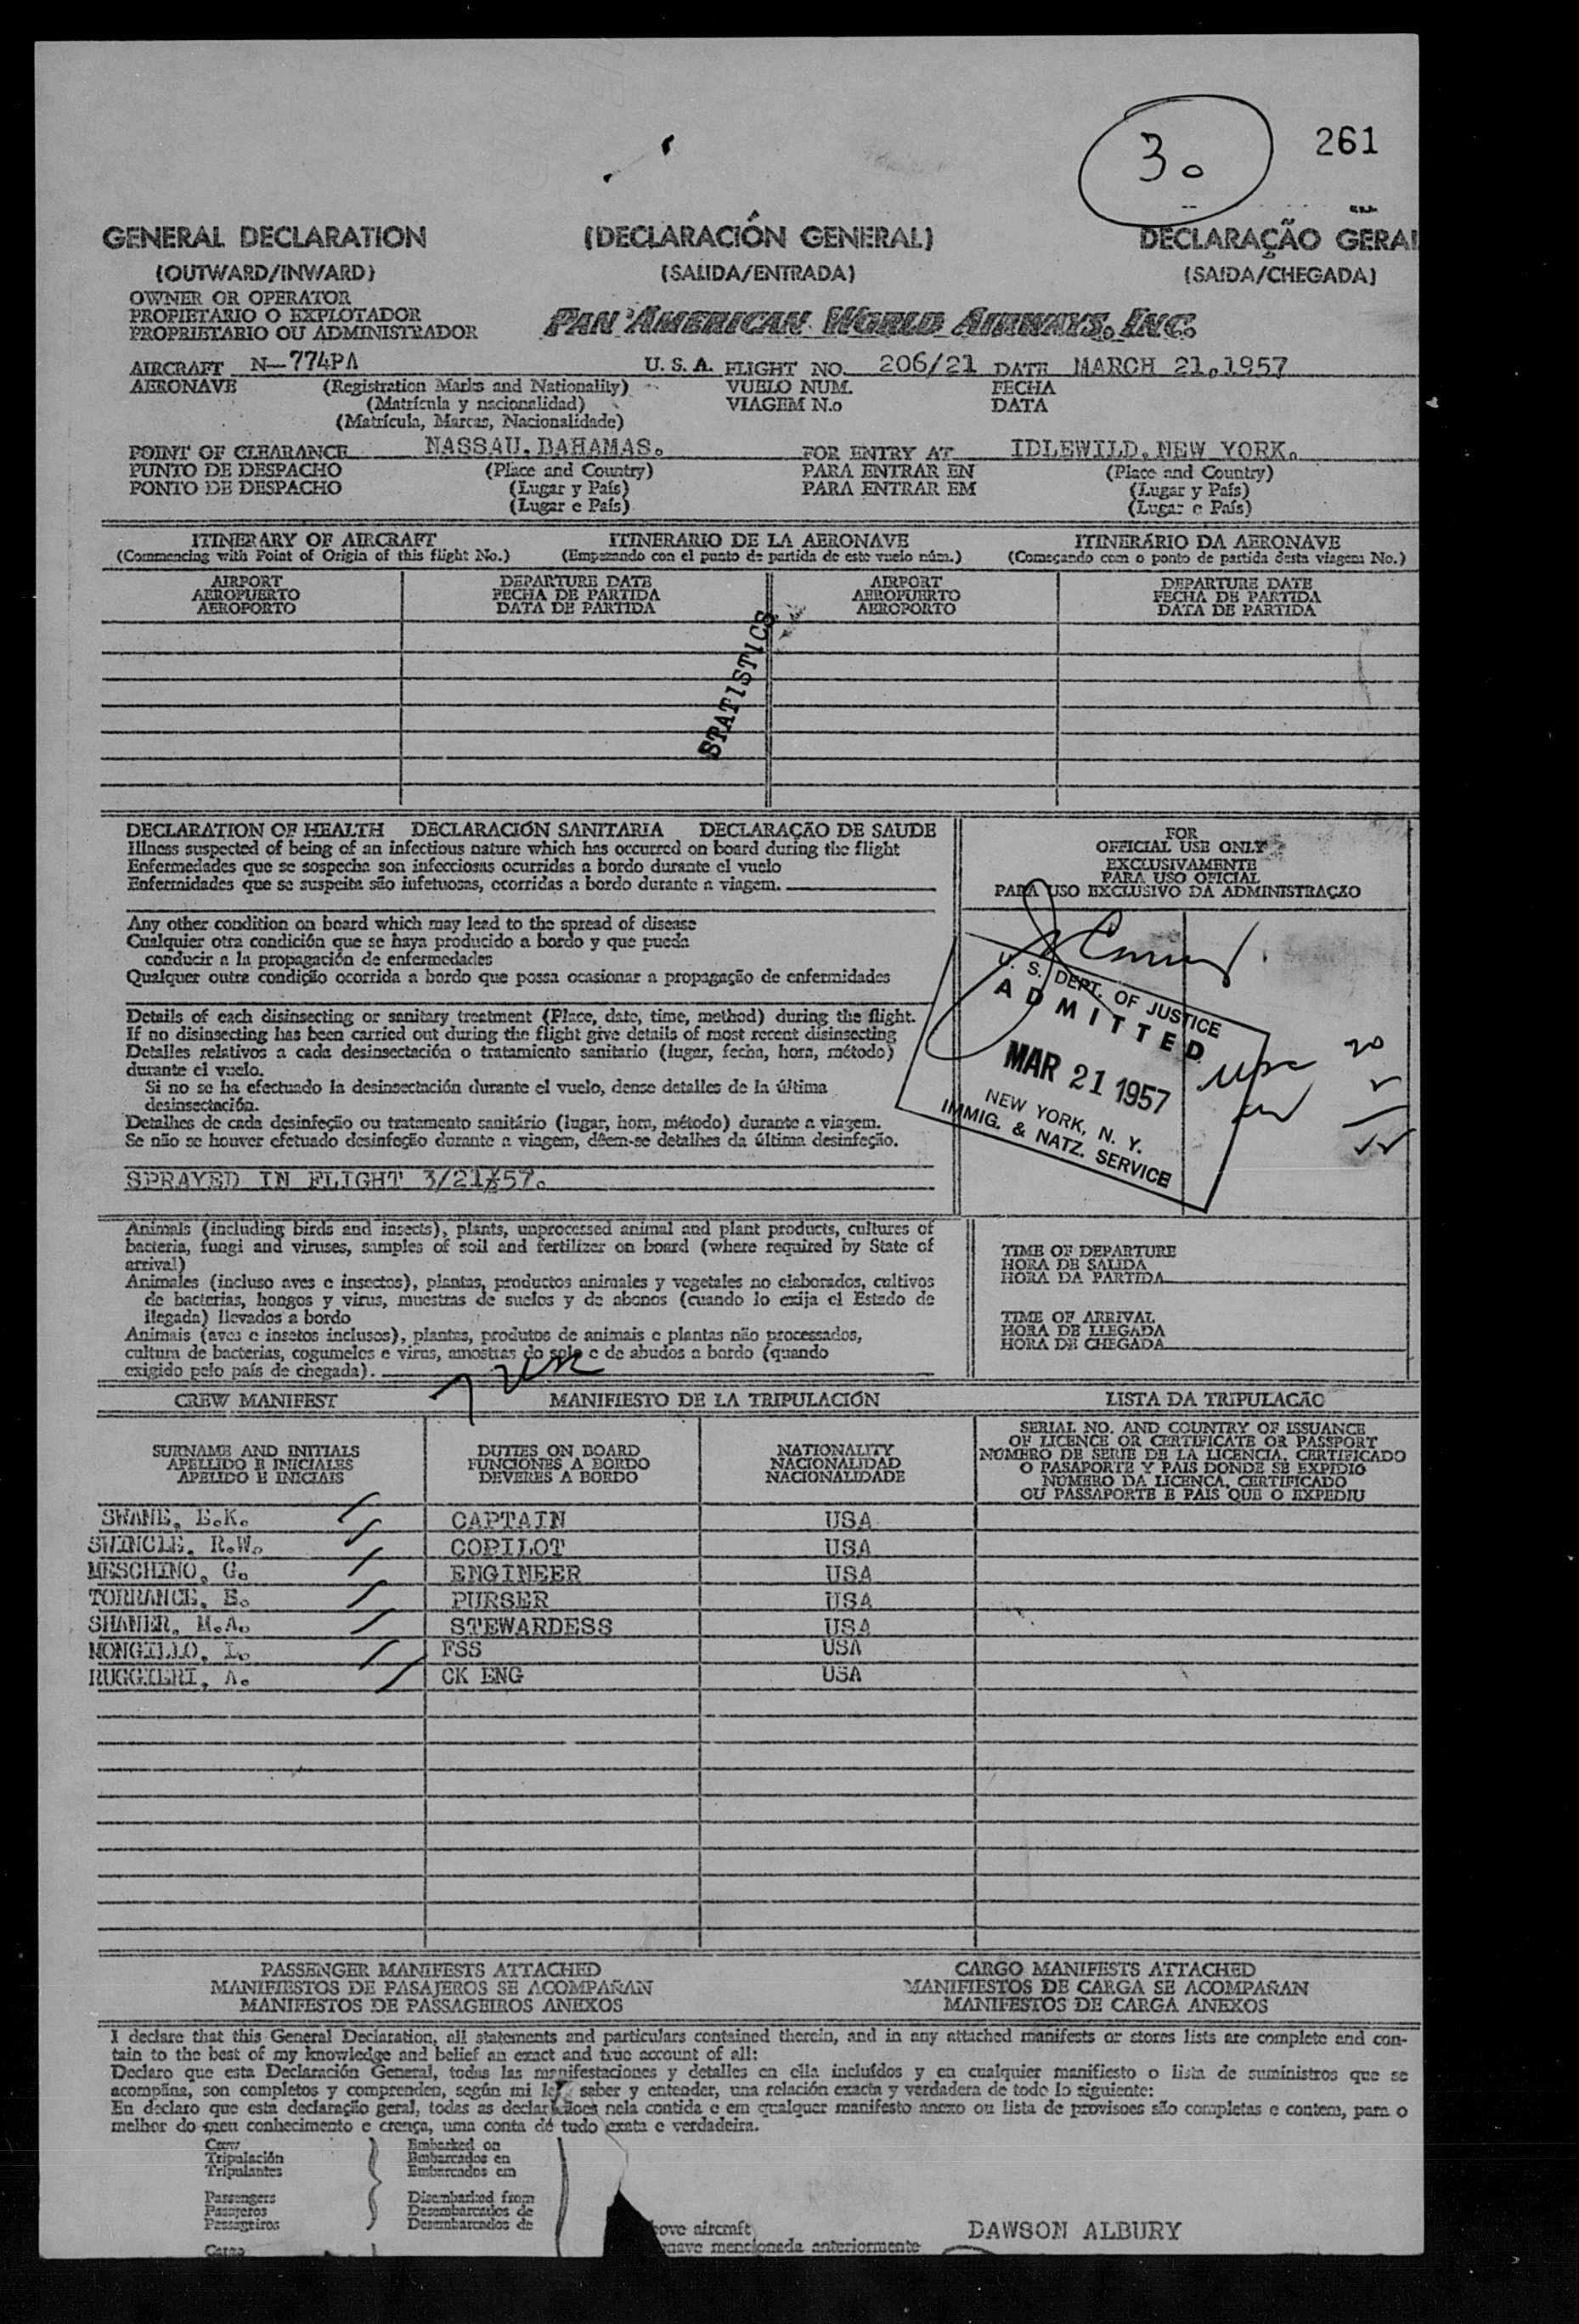 30
261
GENERAL DECLARATION (DECLARACIÓN GENERAL) DECLARAÇÃO GERAL
(OUTWARD/INWARD) (SALIDA/ENTRADA) (SAIDA/CHEGADA)
OWNER OR OPERATOR
PROPIETARIO O EXPLOTADOR
PROPRIETARIO OU ADMINISTRADOR
PAN AMERICAN WORLD AIRWAYS, INC.
AIRCRAFT N-774PA U. S. A. FLIGHT NO. 206/21 DATE MARCH 21,1957
AERONAVE (Registration Marks and Nationality) VUELO NUM. FECHA
(Matrícula y nacionalidad) VIAGEM N.o DATA
(Matrícula, Marcas, Nacionalidade)
POINT OF CLEARANCE NASSAU, BAHAMAS. FOR ENTRY AT IDLEWILD, NEW YORK.
PUNTO DE DESPACHO (Place and Country) PARA ENTRAR EN (Place and Country)
PONTO DE DESPACHO (Lugar y País) PARA ENTRAR EM (Lugar y País)
(Lugar e País) (Lugar e País)
ITINERARY OF AIRCRAFT ITINERARIO DE LA AERONAVE ITINERÁRIO DA AERONAVE
(Commencing with Point of Origin of this flight No.) (Empezando con el punto de partida de este vuelo núm.) (Começando com o ponto de partida desta viagem No.)
AIRPORT DEPARTURE DATE AIRPORT DEPARTURE DATE
AEROPUERTO FECHA DE PARTIDA AEROPUERTO FECHA DE PARTIDA
AEROPORTO DATA DE PARTIDA AEROPORTO DATA DE PARTIDA
STATISTICS
DECLARATION OF HEALTH DECLARACIÓN SANITARIA DECLARAÇÃO DE SAUDE
Illness suspected of being of an infectious nature which has occurred on board during the flight
Enfermedades que se sospecha son infecciosas ocurridas a bordo durante el vuelo
Enfermidades que se suspeita são infetuosas, ocorridas a bordo durante a viagem.
FOR
OFFICIAL USE ONLY
EXCLUSIVAMENTE
PARA USO OFICIAL
PARA USO EXCLUSIVO DA ADMINISTRAÇÃO
Any other condition on board which may lead to the spread of disease
Cualquier otra condición que se haya producido a bordo y que pueda
conducir a la propagación de enfermedades
Qualquer outra condição ocorrida a bordo que possa ocasionar a propagação de enfermidades
Details of each disinsecting or sanitary treatment (Place, date, time, method) during the flight.
If no disinsecting has been carried out during the flight give details of most recent disinsecting
Detalles relativos a cada desinsectación o tratamiento sanitario (lugar, fecha, hora, método)
durante el vuelo.
Si no se ha efectuado la desinsectación durante el vuelo, dense detalles de la última
desinsectación.
Detalhes de cada desinfeção ou tratamento sanitário (lugar, hora, método) durante a viagem.
Se não se houver efetuado desinfeção durante a viagem, dêem-se detalhes da última desinfeção.
SPRAYED IN FLIGHT 3/21/57.
U. S. DEPT. OF JUSTICE
ADMITTED
MAR 21 1957
NEW YORK, N. Y.
IMMIG. & NATZ. SERVICE
20
Animals (including birds and insects), plants, unprocessed animal and plant products, cultures of
bacteria, fungi and viruses, samples of soil and fertilizer on board (where required by State of
arrival)
Animales (incluso aves e insectos), plantas, productos animales y vegetales no elaborados, cultivos
de bacterias, hongos y virus, muestras de suelos y de abonos (cuando lo exija el Estado de
llegada) llevados a bordo
Animais (aves e insetos inclusos), plantas, produtos de animais e plantas não processados,
cultura de bacterias, cogumelos e virus, amostras do solo e de abudos a bordo (quando
exigido pelo país de chegada).
TIME OF DEPARTURE
HORA DE SALIDA
HORA DA PARTIDA
TIME OF ARRIVAL
HORA DE LLEGADA
HORA DE CHEGADA
CREW MANIFEST MANIFIESTO DE LA TRIPULACIÓN LISTA DA TRIPULACÃO
SURNAME AND INITIALS
APELLIDO E INICIALES
APELIDO E INICIAIS
DUTIES ON BOARD
FUNCIONES A BORDO
DEVERES A BORDO
NATIONALITY
NACIONALIDAD
NACIONALIDADE
SERIAL NO. AND COUNTRY OF ISSUANCE
OF LICENCE OR CERTIFICATE OR PASSPORT
NÚMERO DE SERIE DE LA LICENCIA, CERTIFICADO
O PASAPORTE Y PAIS DONDE SE EXPIDIÓ
NÚMERO DA LICENCA, CERTIFICADO
OU PASSAPORTE E PAIS QUE O EXPEDIU
SWANE, E.K. CAPTAIN USA
SWINGLE, R.W. COPILOT USA
MESCHINO, G. ENGINEER USA
TORRANCE, E. PURSER USA
SHANER, M.A. STEWARDESS USA
MONGILLO, L. FSS USA
RUGGIERI, A. CK ENG USA
PASSENGER MANIFESTS ATTACHED CARGO MANIFESTS ATTACHED
MANIFIESTOS DE PASAJEROS SE ACOMPAÑAN MANIFIESTOS DE CARGA SE ACOMPAÑAN
MANIFESTOS DE PASSAGEIROS ANEXOS MANIFESTOS DE CARGA ANEXOS
I declare that this General Declaration, all statements and particulars contained therein, and in any attached manifests or stores lists are complete and con-
tain to the best of my knowledge and belief an exact and true account of all:
Declaro que esta Declaración General, todas las manifestaciones y detalles en ella incluídos y en cualquier manifiesto o lista de suministros que se
acompãna, son completos y comprenden, según mi leal saber y entender, una relación exacta y verdadera de todo lo siguiente:
En declaro que esta declaração geral, todas as declarações nela contida e em qualquer manifesto anexo ou lista de provisoes são completas e contem, para o
melhor do meu conhecimento e crença, uma conta de tudo exata e verdadeira.
Crew Embarked on
Tripulación Embarcados en
Tripulantes Embarcados em
Passengers Disembarked from
Pasajeros Desembarcados de
Passageiros Desembarcados de
Cargo
ove aircraft
nave mencionada anteriormente
DAWSON ALBURY